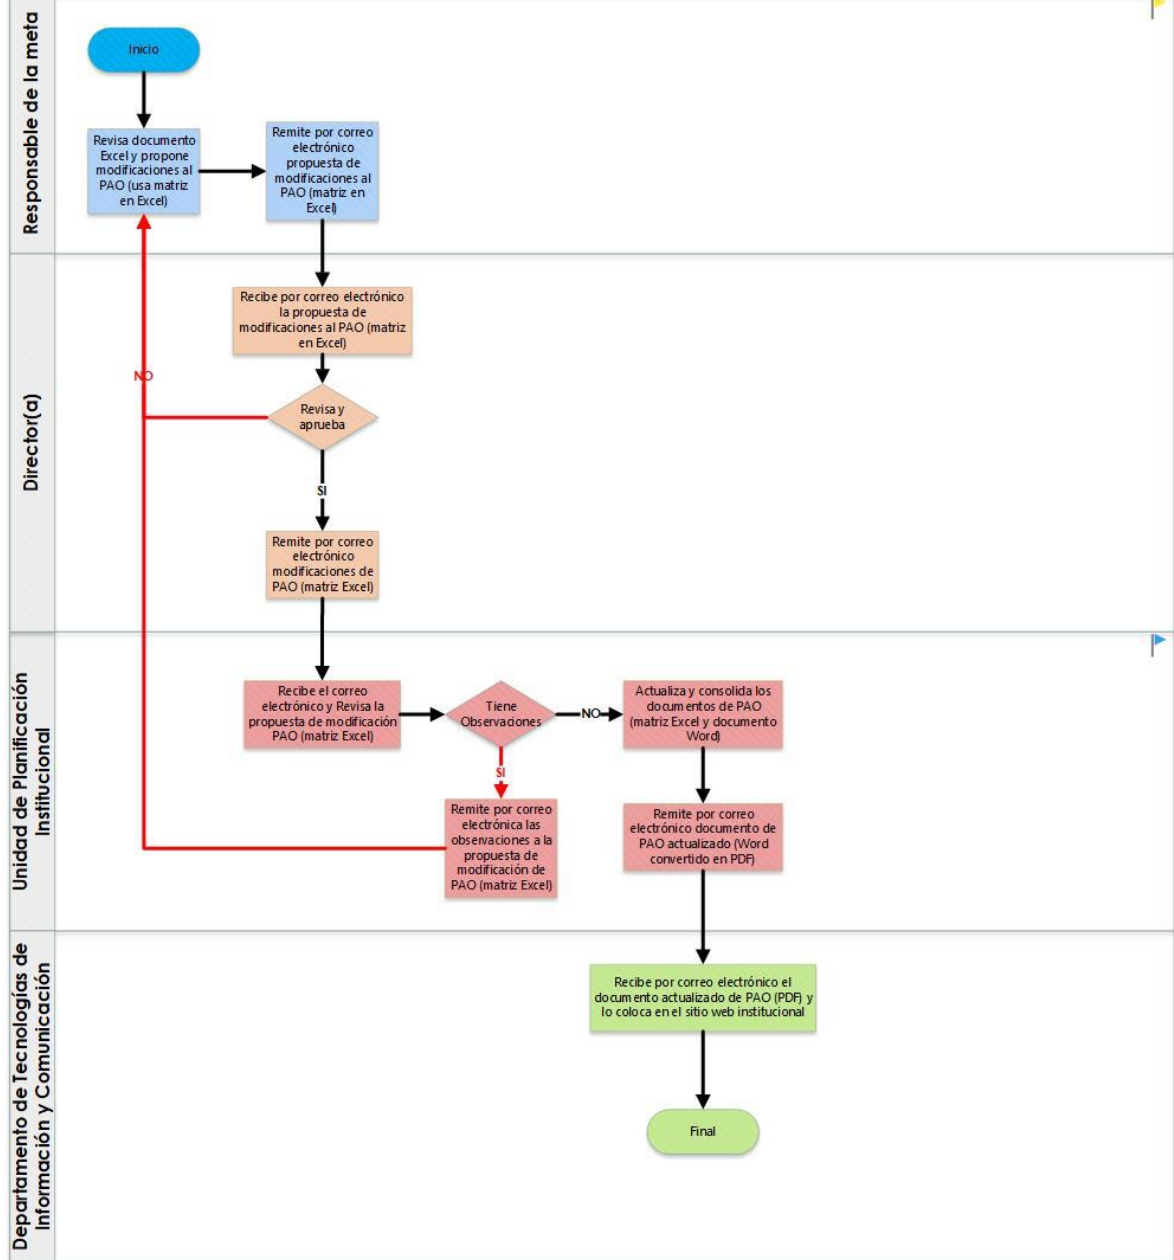 Responsable de la meta
Inicio
Revisa documento
Excel y propone
modificaciones al
PAO (usa matriz
en Excel)
Remite por correo
electrónico
propuesta de
modificaciones al
PAO (matriz en
Excel)
Director(a)
Recibe por correo electrónico
la propuesta de
modificaciones al PAO (matriz
en Excel)
NO
Revisa y
aprueba
SI
Remite por correo
electrónico
modificaciones de
PAO (matriz Excel)
Unidad de Planificación
Institucional
Recibe el correo
electrónico y Revisa la
propuesta de modificación
PAO (matriz Excel)
Tiene
Observaciones
NO
Actualiza y consolida los
documentos de PAO
(matriz Excel y documento
Word)
SI
Remite por correo
electrónica las
observaciones a la
propuesta de
modificación de
PAO (matriz Excel)
Remite por correo
electrónico documento de
PAO actualizado (Word
convertido en PDF)
Departamento de Tecnologías de
Información y Comunicación
Recibe por correo electrónico el
documento actualizado de PAO (PDF) y
lo coloca en el sitio web institucional
Final